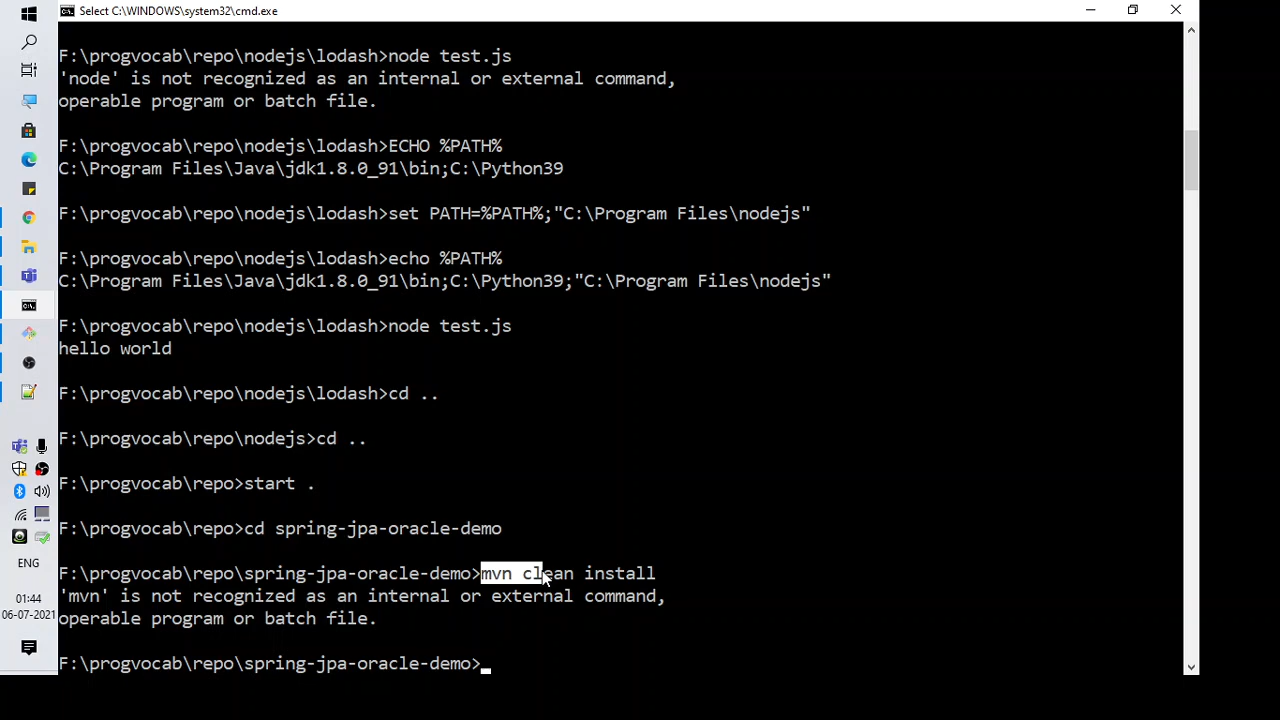 Select C:\WINDOWS\system32\cmd.exe
F:\progvocab\repo\nodejs\lodash>node test.js
'node' is not recognized as an internal or external command,
operable program or batch file.
F:\progvocab\repo\nodejs\lodash>ECHO %PATH%
C:\Program Files\Java\jdk1.8.0_91\bin;C:\Python39
F:\progvocab\repo\nodejs\lodash>set PATH=%PATH%;"C:\Program Files\nodejs"
F:\progvocab\repo\nodejs\lodash>echo %PATH%
C:\Program Files\Java\jdk1.8.0_91\bin;C:\Python39;"C:\Program Files\nodejs"
F:\progvocab\repo\nodejs\lodash>node test.js
hello world
F:\progvocab\repo\nodejs\lodash>cd ..
F:\progvocab\repo\nodejs>cd ..
F:\progvocab\repo>start .
F:\progvocab\repo>cd spring-jpa-oracle-demo
F:\progvocab\repo\spring-jpa-oracle-demo>mvn clean install
'mvn' is not recognized as an internal or external command,
operable program or batch file.
F:\progvocab\repo\spring-jpa-oracle-demo>
ENG
01:44
06-07-2021